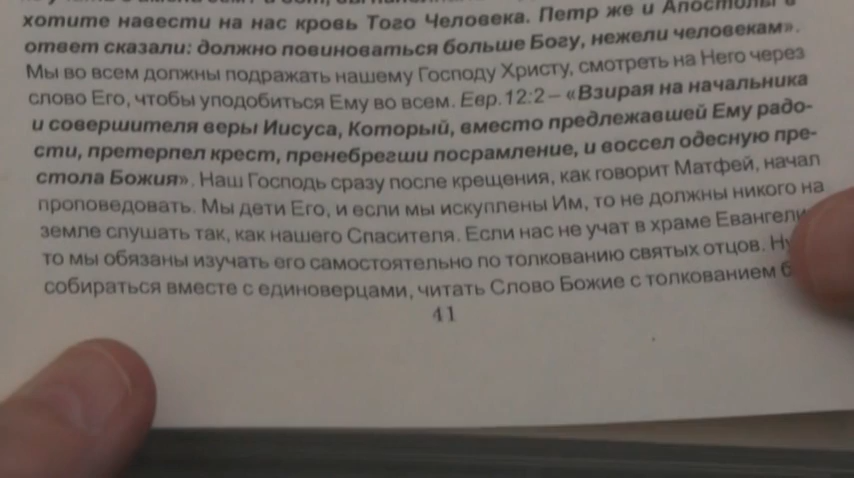 хотите навести на нас кровь Того Человека. Петр же и Апостолы в
ответ сказали: должно повиноваться больше Богу, нежели человекам».
Мы во всем должны подражать нашему Господу Христу, смотреть на Него через
слово Его, чтобы уподобиться Ему во всем. Евр.12:2 – «Взирая на начальника
и совершителя веры Иисуса, Который, вместо предлежавшей Ему радо-
сти, претерпел крест, пренебрегши посрамление, и воссел одесную пре-
стола Божия». Наш Господь сразу после крещения, как говорит Матфей, начал
проповедовать. Мы дети Его, и если мы искуплены Им, то не должны никого на
земле слушать так, как нашего Спасителя. Если нас не учат в храме
то мы обязаны изучать его самостоятельно по толкованию святых отцов.
собираться вместе с единоверцами, читать Слово Божие с толкованием
41